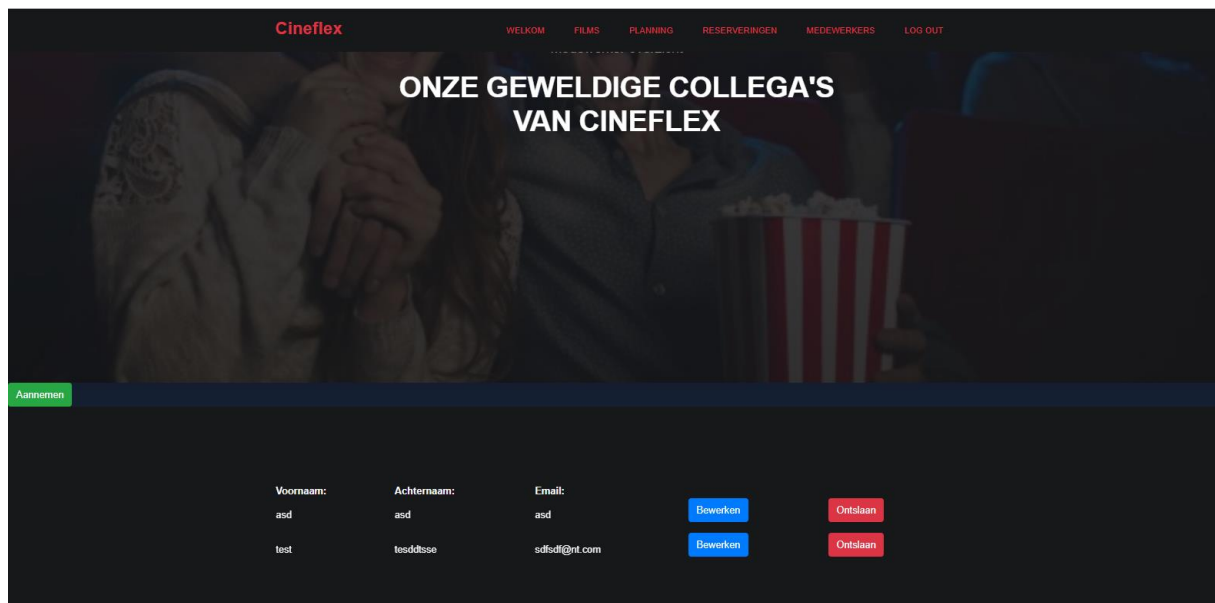 Cineflex
WELKOM FILMS PLANNING RESERVERINGEN MEDEWERKERS LOG OUT
ONZE GEWELDIGE COLLEGA'S
VAN CINEFLEX
Aannemen
Voornaam: Achternaam: Email:
asd asd asd Bewerken Ontslaan
test tesddtsse sdfsdf@nt.com Bewerken Ontslaan